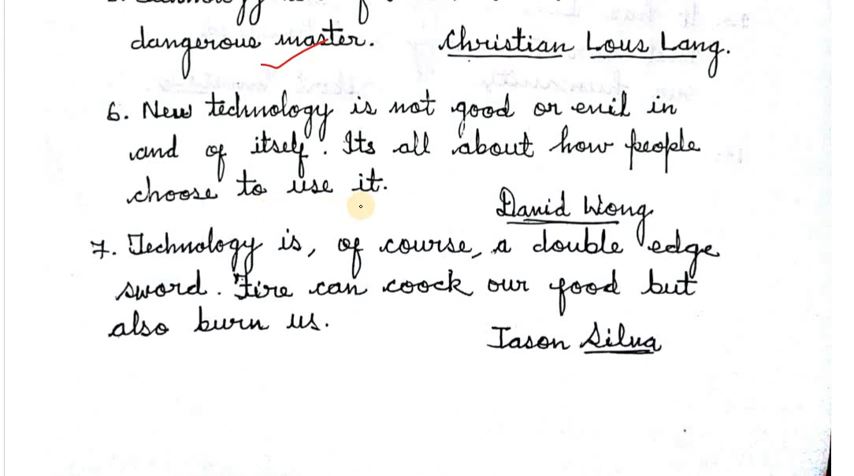 dangerous master. Christian Lous Lang.
6. New technology is not good or evil in
and of itself. Its all about how people
choose to use it.
David Wong
7. Technology is, of course, a double edge
sword. Fire can coock our food but
also burn us.
Jason Silva